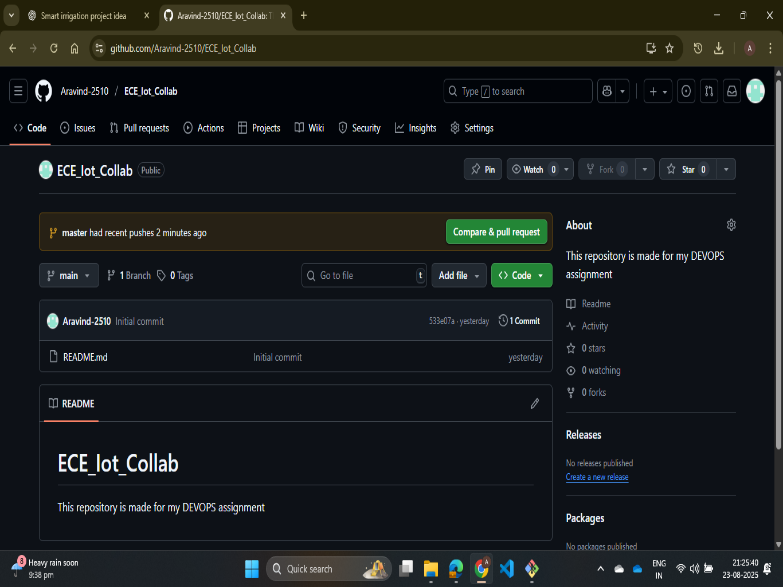 Smart irrigation project idea
Aravind-2510/ECE_Iot_Collab: T
github.com/Aravind-2510/ECE_Iot_Collab
A
Aravind-2510 / ECE_Iot_Collab
Type / to search
Code Issues Pull requests Actions Projects Wiki Security Insights Settings
ECE_Iot_Collab Public
Pin Watch 0 Fork 0 Star 0
master had recent pushes 2 minutes ago
Compare & pull request
main 1 Branch 0 Tags Go to file t Add file Code
Aravind-2510 Initial commit 533e07a · yesterday 1 Commit
README.md Initial commit yesterday
README
ECE_Iot_Collab
This repository is made for my DEVOPS assignment
About
This repository is made for my DEVOPS
assignment
Readme
Activity
0 stars
0 watching
0 forks
Releases
No releases published
Create a new release
Packages
No packages published
8
Heavy rain soon
9:38 pm
Quick search
ENG
IN
21:25:40
23-08-2025